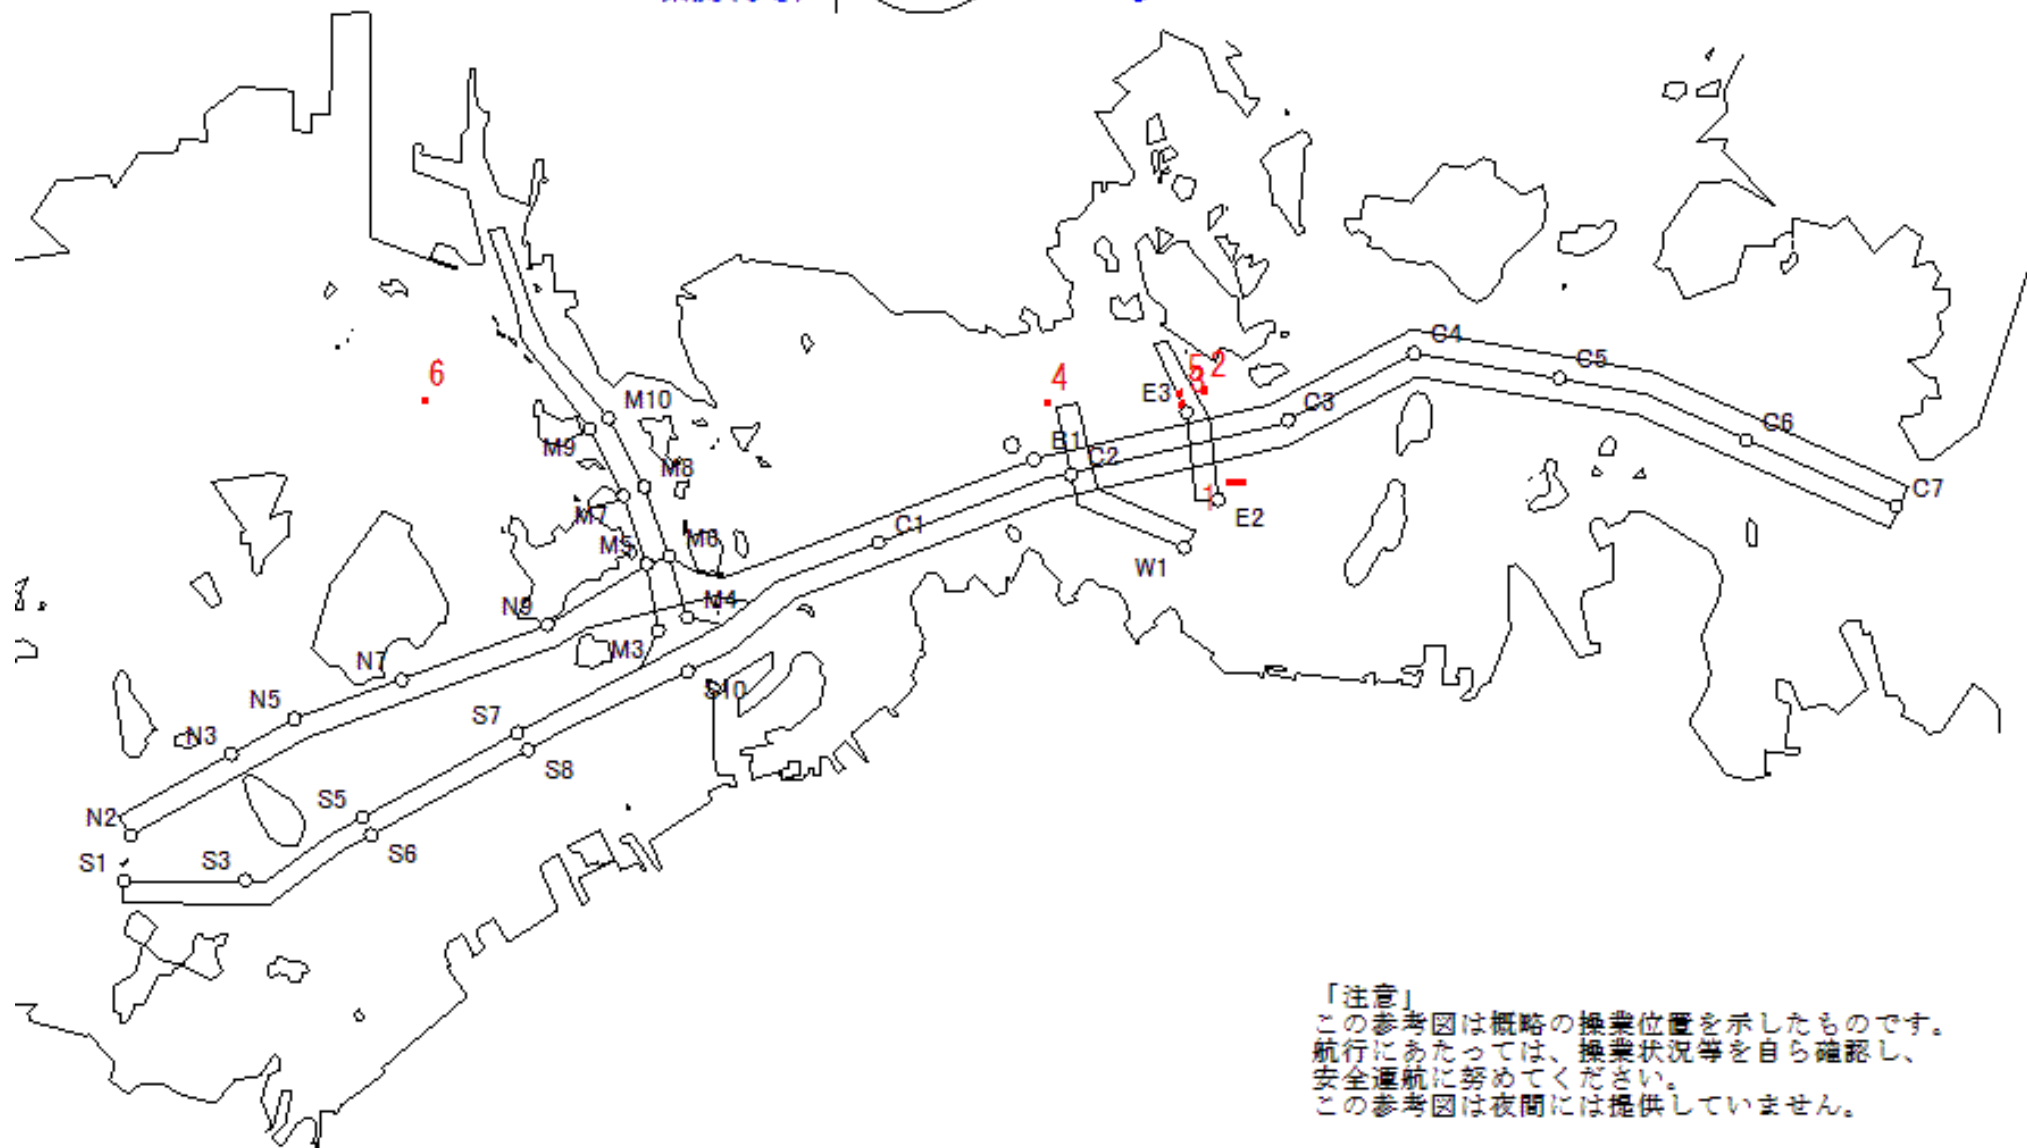 C4
6
4
5
2
C5
M10
E3
C3
C6
M9
B1
M8
C2
C7
M7
1
E2
C1
M5
M6
W1
N9
M4
M3
N7
S10
N5
S7
N3
S8
S5
N2
S6
S1
S3
「注意」
この参考図は概略の操業位置を示したものです。
航行にあたっては、操業状況等を自ら確認し、
安全運航に努めてください。
この参考図は夜間には提供していません。